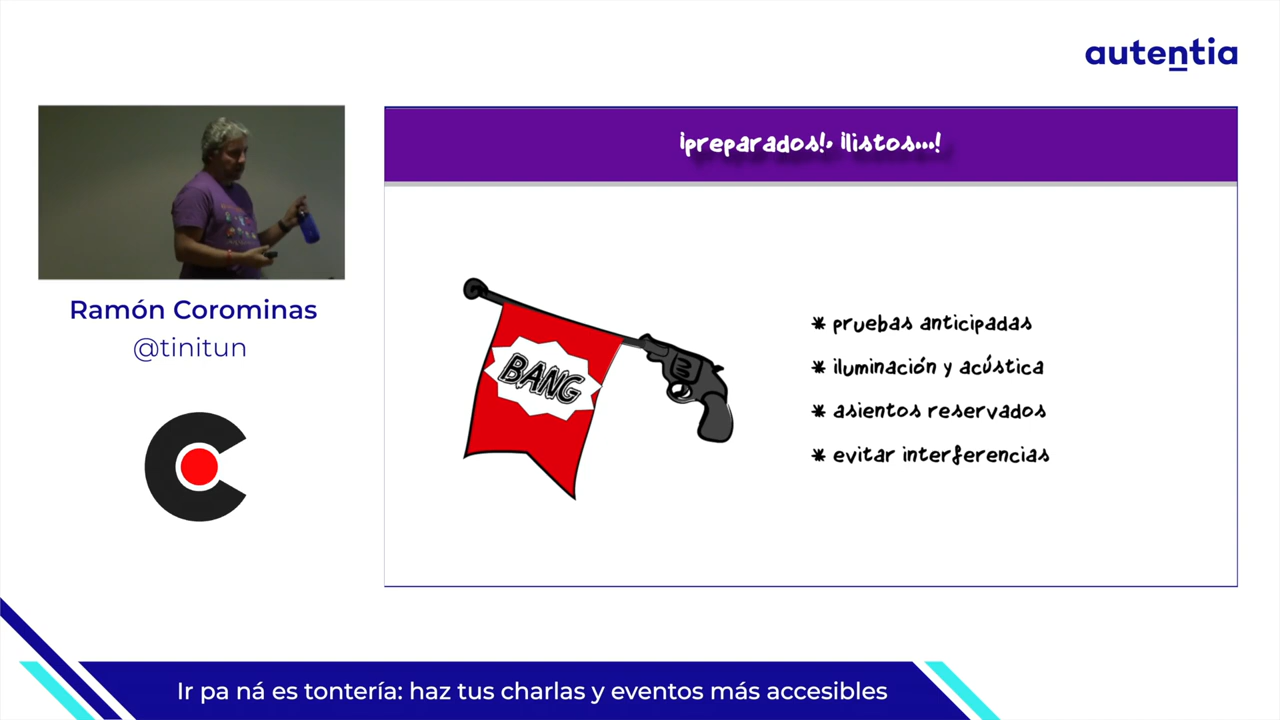 autentia
¡preparados!, ¡listos...!
Ramón Corominas
@tinitun
BANG
* pruebas anticipadas
* iluminación y acústica
* asientos reservados
* evitar interferencias
Ir pa ná es tontería: haz tus charlas y eventos más accesibles